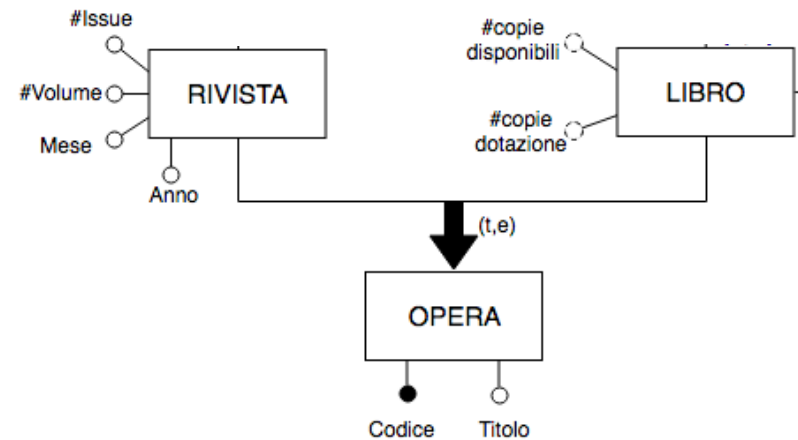 #Issue
#Volume
Mese
Anno
RIVISTA
#copie
disponibili
#copie
dotazione
LIBRO
(t,e)
OPERA
Codice
Titolo